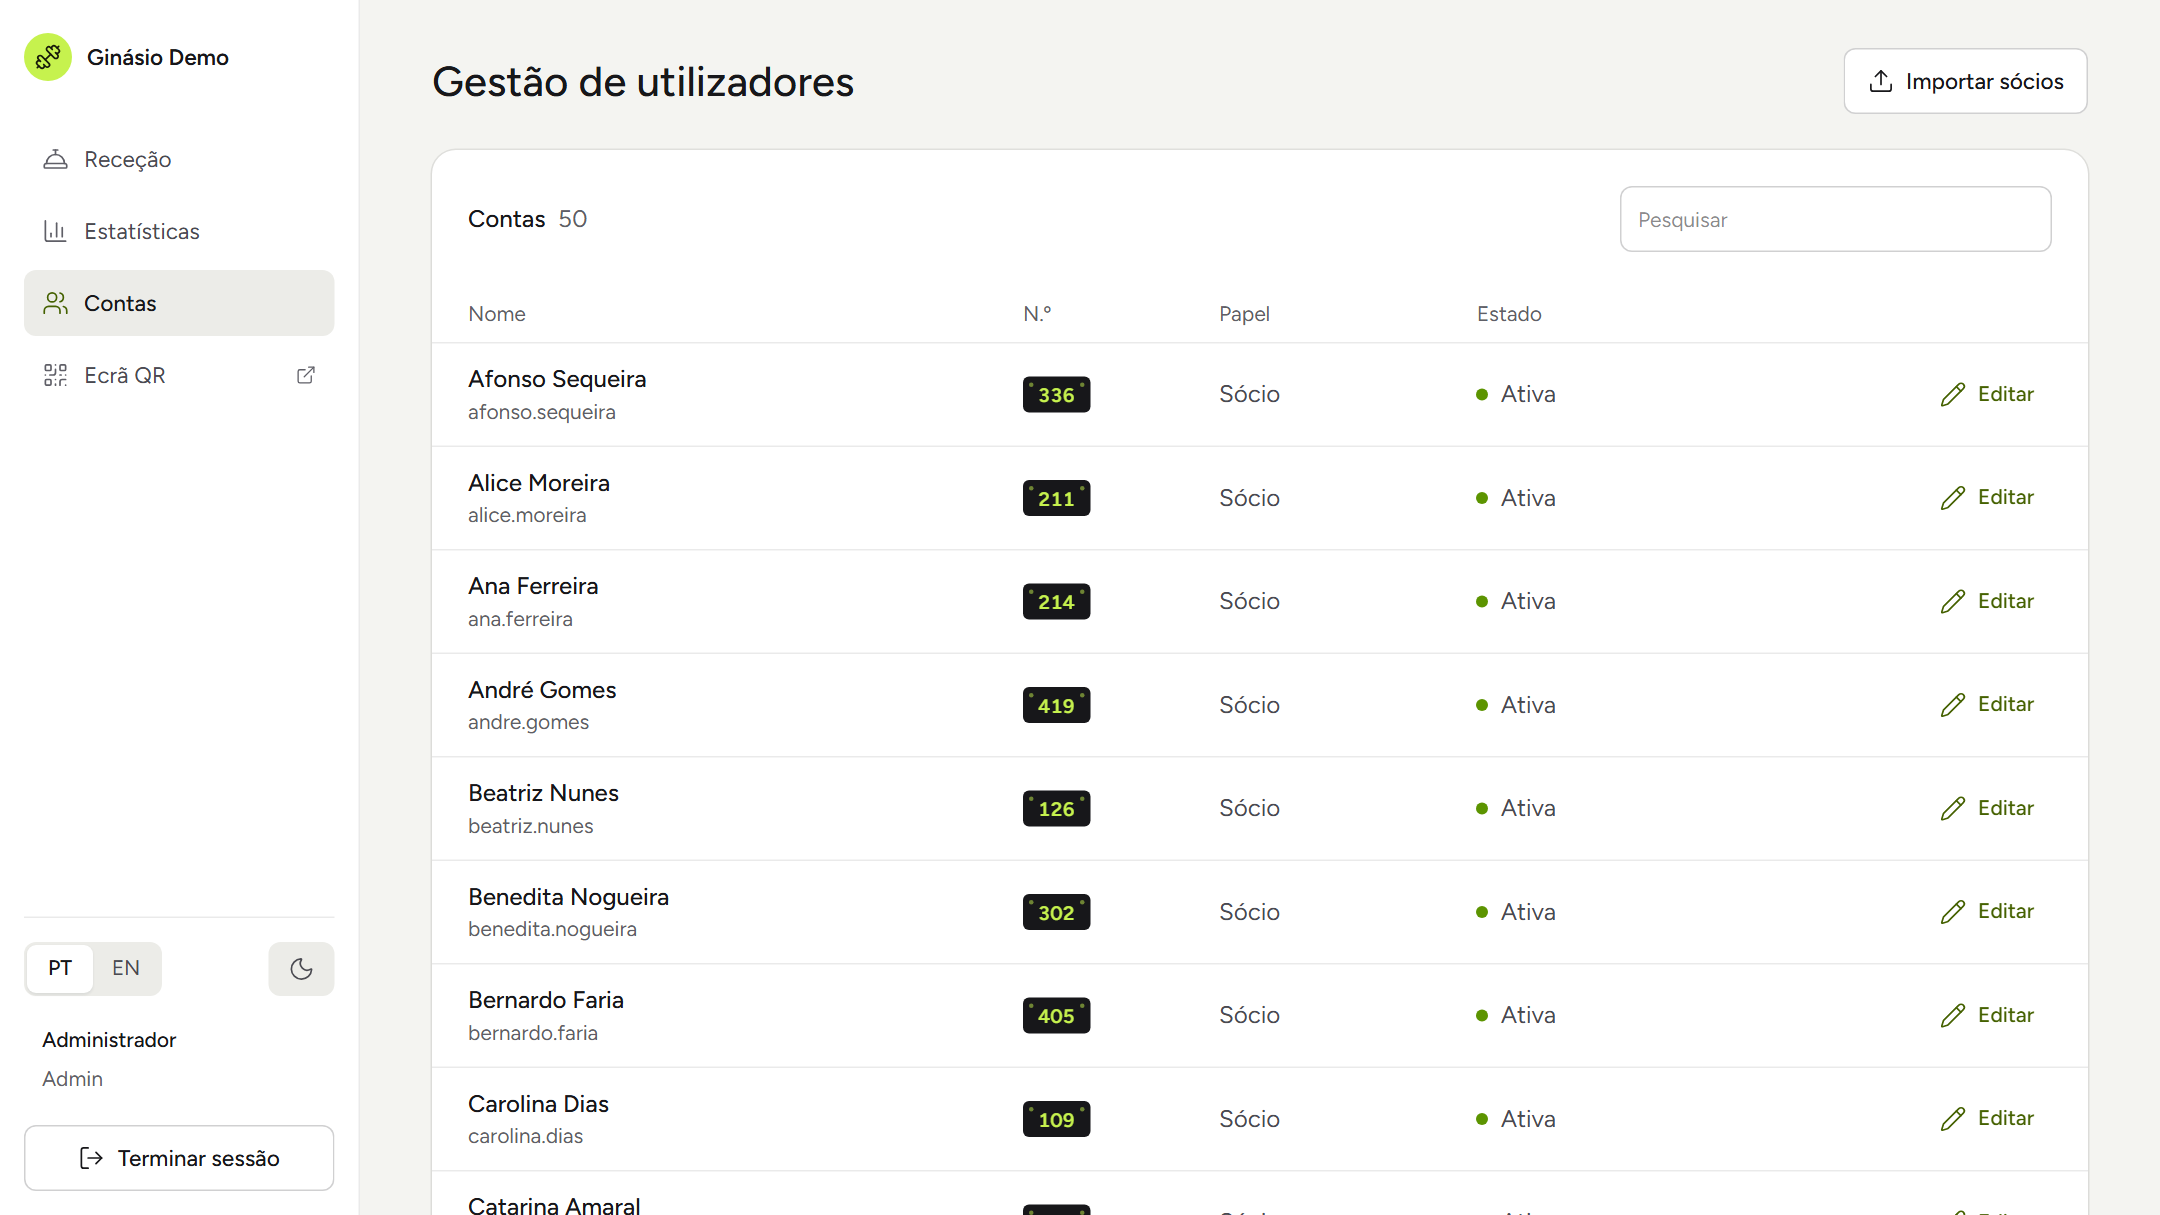 Ginásio Demo
Receção
Estatísticas
Contas
Ecrã QR
PT EN
Administrador
Admin
Terminar sessão
Gestão de utilizadores
Importar sócios
Contas 50
Pesquisar
Nome N.º Papel Estado
Afonso Sequeira
afonso.sequeira
336 Sócio Ativa Editar
Alice Moreira
alice.moreira
211 Sócio Ativa Editar
Ana Ferreira
ana.ferreira
214 Sócio Ativa Editar
André Gomes
andre.gomes
419 Sócio Ativa Editar
Beatriz Nunes
beatriz.nunes
126 Sócio Ativa Editar
Benedita Nogueira
benedita.nogueira
302 Sócio Ativa Editar
Bernardo Faria
bernardo.faria
405 Sócio Ativa Editar
Carolina Dias
carolina.dias
109 Sócio Ativa Editar
Catarina Amaral